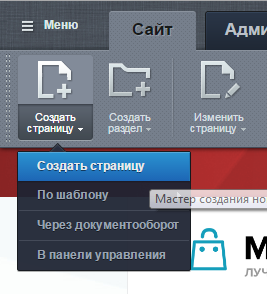 Меню
Сайт
Адми
Создать
страницу
Создать
раздел
Изменить
страницу
Создать страницу
По шаблону
Мастер создания но
Через документооборот
В панели управления
М
ЛУЧ